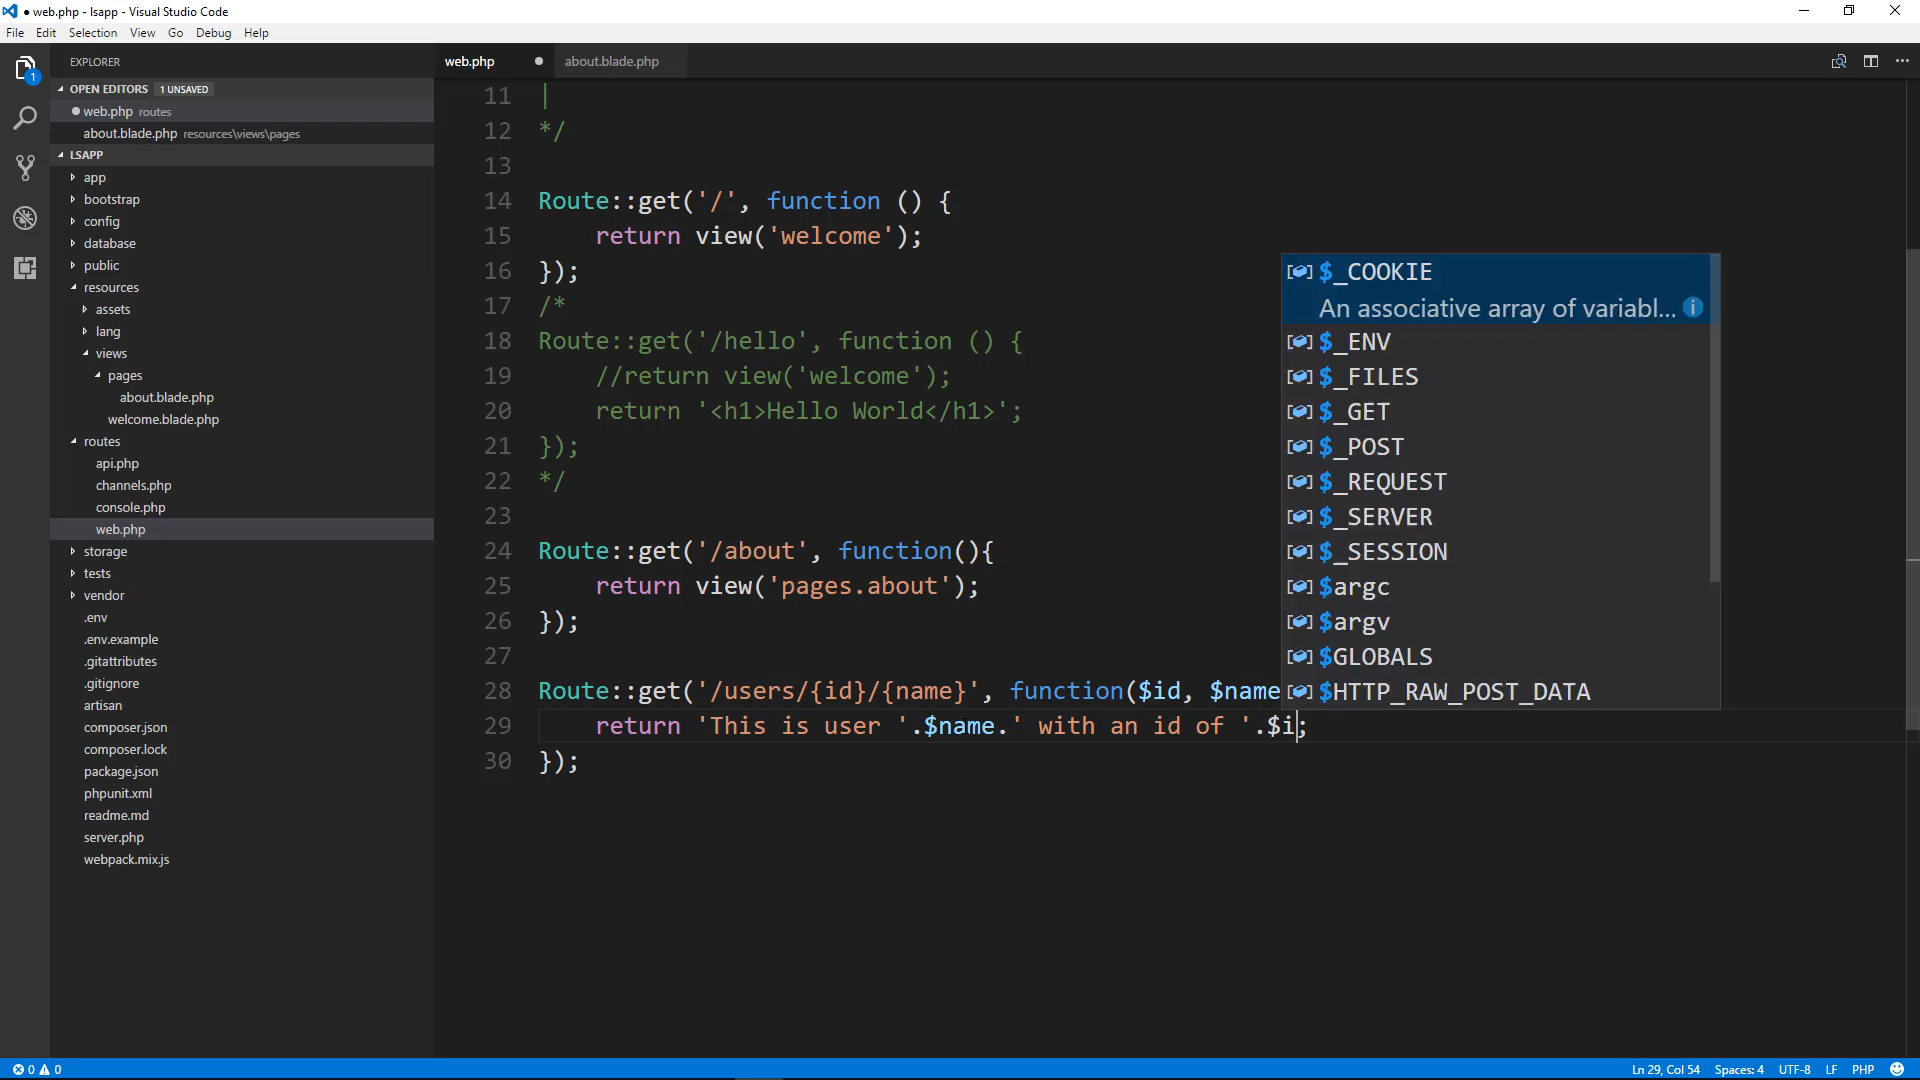 ● web.php - lsapp - Visual Studio Code
File Edit Selection View Go Debug Help
EXPLORER
1
OPEN EDITORS 1 UNSAVED
web.php routes
about.blade.php resources\views\pages
LSAPP
app
bootstrap
config
database
public
resources
assets
lang
views
pages
about.blade.php
welcome.blade.php
routes
api.php
channels.php
console.php
web.php
storage
tests
vendor
.env
.env.example
.gitattributes
.gitignore
artisan
composer.json
composer.lock
package.json
phpunit.xml
readme.md
server.php
webpack.mix.js
web.php about.blade.php
11 |
12 */
13
14 Route::get('/', function () {
15     return view('welcome');
16 });
17 /*
18 Route::get('/hello', function () {
19     //return view('welcome');
20     return '<h1>Hello World</h1>';
21 });
22 */
23
24 Route::get('/about', function(){
25     return view('pages.about');
26 });
27
28 Route::get('/users/{id}/{name}', function($id, $name
29     return 'This is user '.$name.' with an id of '.$i;
30 });
$_COOKIE
An associative array of variabl...
$_ENV
$_FILES
$_GET
$_POST
$_REQUEST
$_SERVER
$_SESSION
$argc
$argv
$GLOBALS
$HTTP_RAW_POST_DATA
0 0 Ln 29, Col 54 Spaces: 4 UTF-8 LF PHP